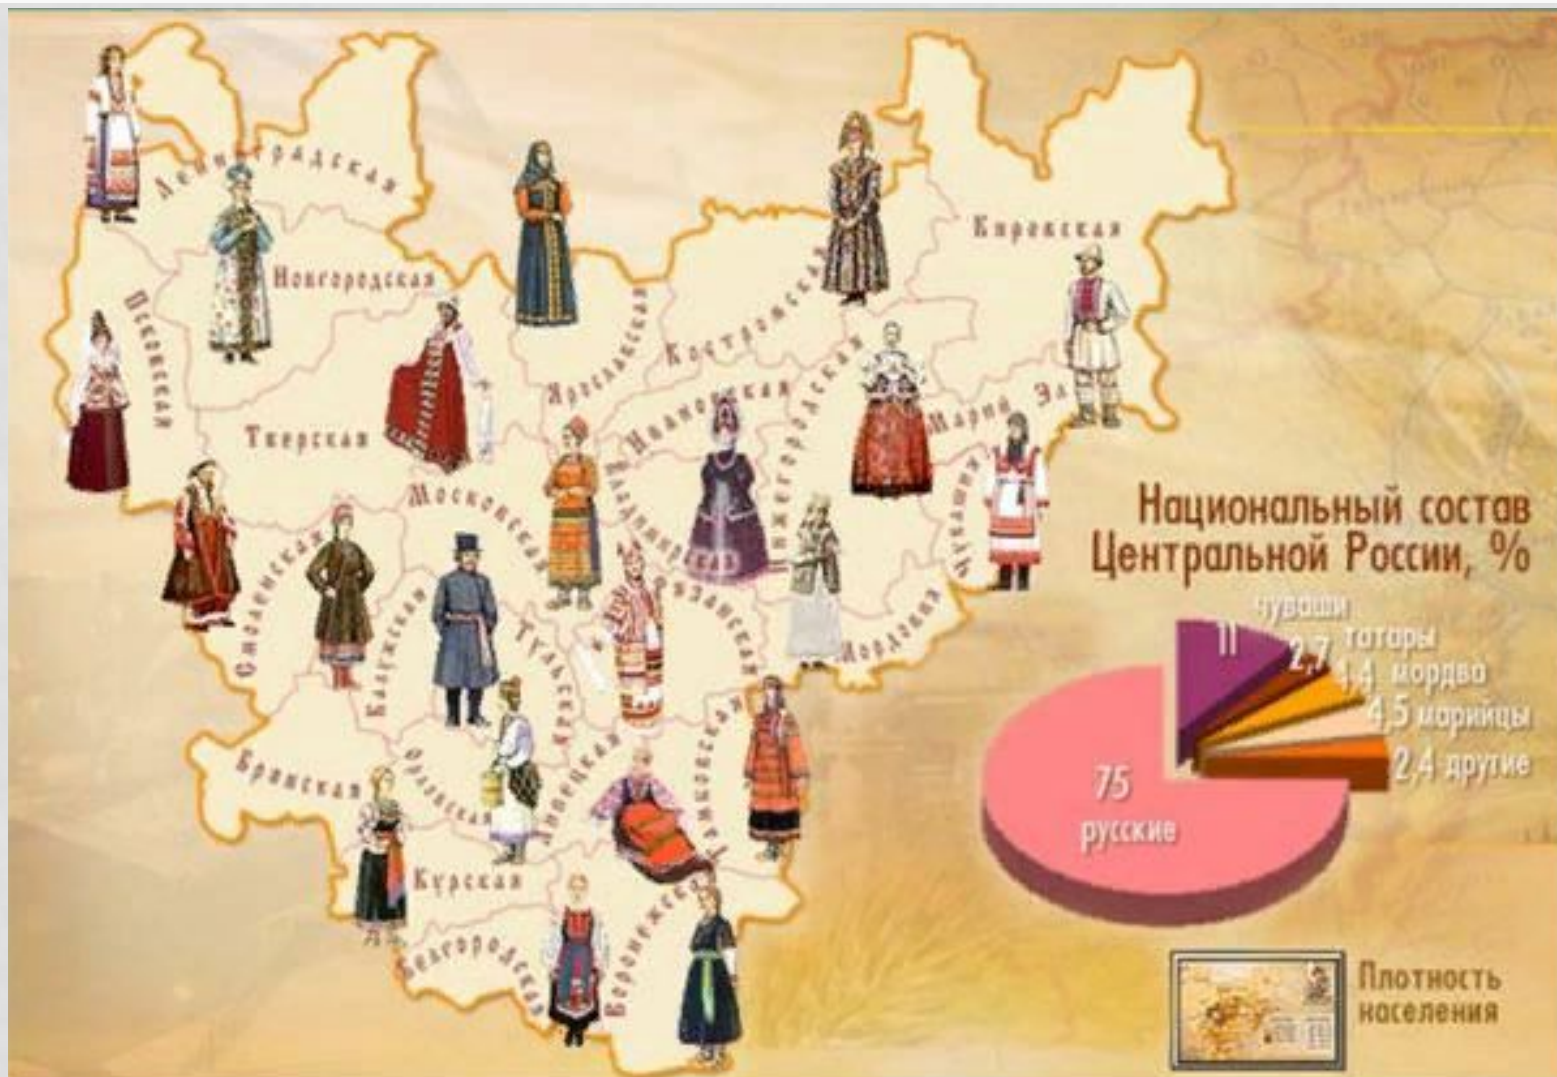 Ленинградская
Новгородская
Псковская
Тверская
Ярославская
Костромская
Кировская
Ивановская
Нижегородская
Марий Эл
Чувашия
Московская
Владимирская
Рязанская
Мордовия
Смоленская
Калужская
Тульская
Брянская
Орловская
Липецкая
Тамбовская
Курская
Белгородская
Воронежская
Национальный состав
Центральной России, %
11 чуваши
2,7 татары
4,4 мордва
4,5 марийцы
2,4 другие
75
русские
Плотность
населения